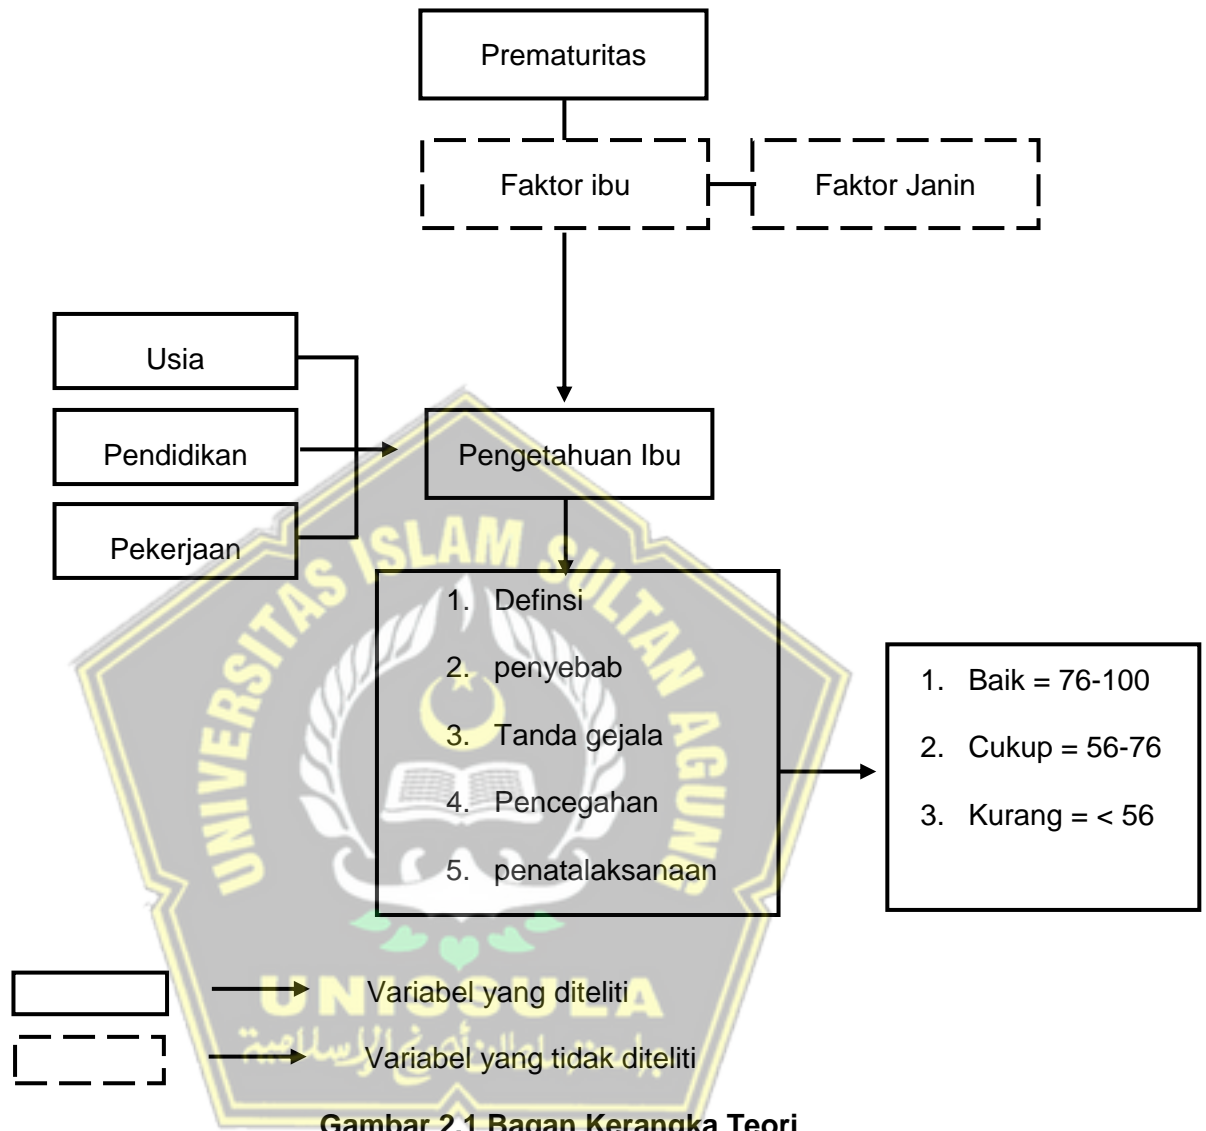 Prematuritas
Faktor ibu
Faktor Janin
Usia
Pendidikan
Pengetahuan Ibu
Pekerjaan
UNIVERSITAS ISLAM SULTAN AGUNG
1. Definsi
2. penyebab
3. Tanda gejala
4. Pencegahan
5. penatalaksanaan
1. Baik = 76-100
2. Cukup = 56-76
3. Kurang = < 56
UNISSULA
Variabel yang diteliti
Variabel yang tidak diteliti
Gambar 2.1 Bagan Kerangka Teori